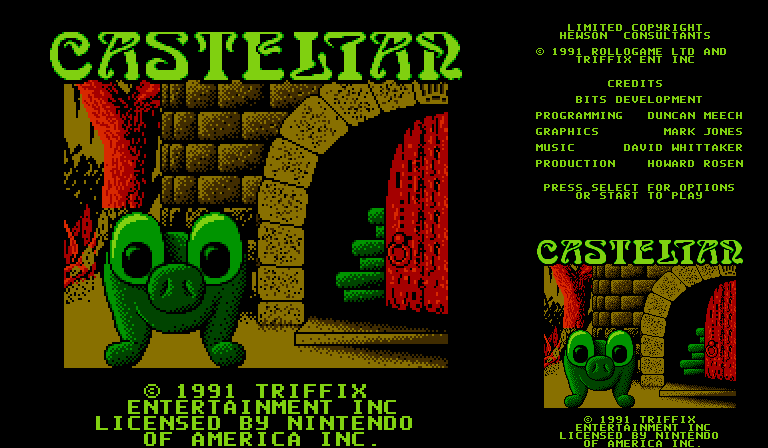 CASTELIAN
© 1991 TRIFFIX
ENTERTAINMENT INC
LICENSED BY NINTENDO
OF AMERICA INC.
LIMITED COPYRIGHT
HEWSON CONSULTANTS
© 1991 ROLLOGAME LTD AND
TRIFFIX ENT INC
CREDITS
BITS DEVELOPMENT
PROGRAMMING DUNCAN MEECH
GRAPHICS MARK JONES
MUSIC DAVID WHITTAKER
PRODUCTION HOWARD ROSEN
PRESS SELECT FOR OPTIONS
OR START TO PLAY
CASTELIAN
© 1991 TRIFFIX
ENTERTAINMENT INC
LICENSED BY NINTENDO
OF AMERICA INC.